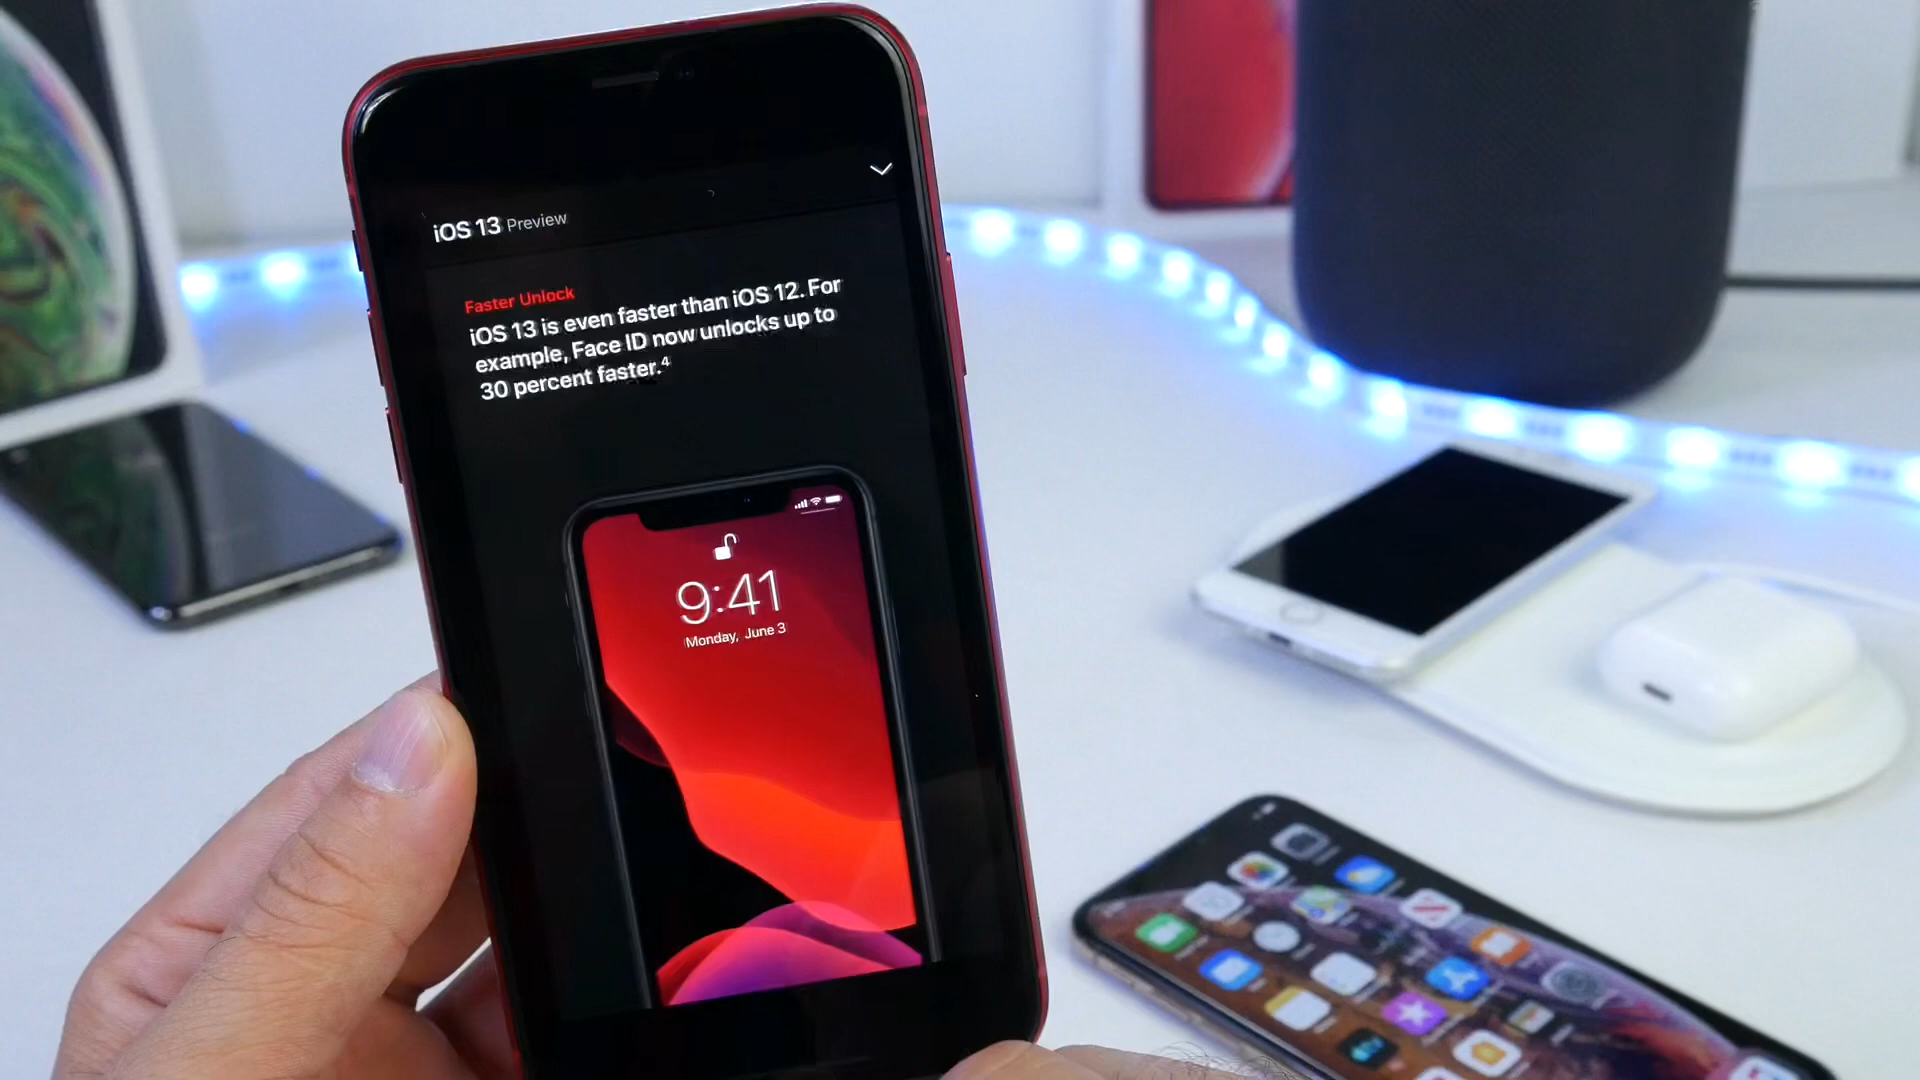 iOS 13 Preview
Faster Unlock
iOS 13 is even faster than iOS 12. For
example, Face ID now unlocks up to
30 percent faster.⁴
9:41
Monday, June 3